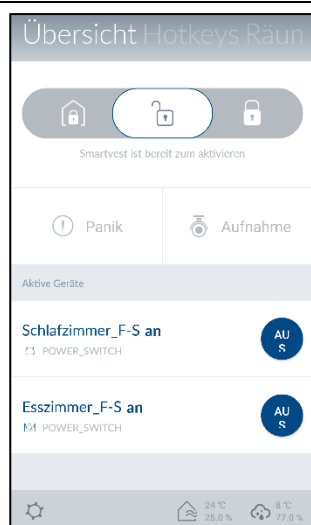 Übersicht Hotkeys Räun
Smartvest ist bereit zum aktivieren
Panik Aufnahme
Aktive Geräte
Schlafzimmer_F-S an
POWER_SWITCH
AU
S
Esszimmer_F-S an
POWER_SWITCH
AU
S
24 °C 8 °C
25.0 % 77.0 %